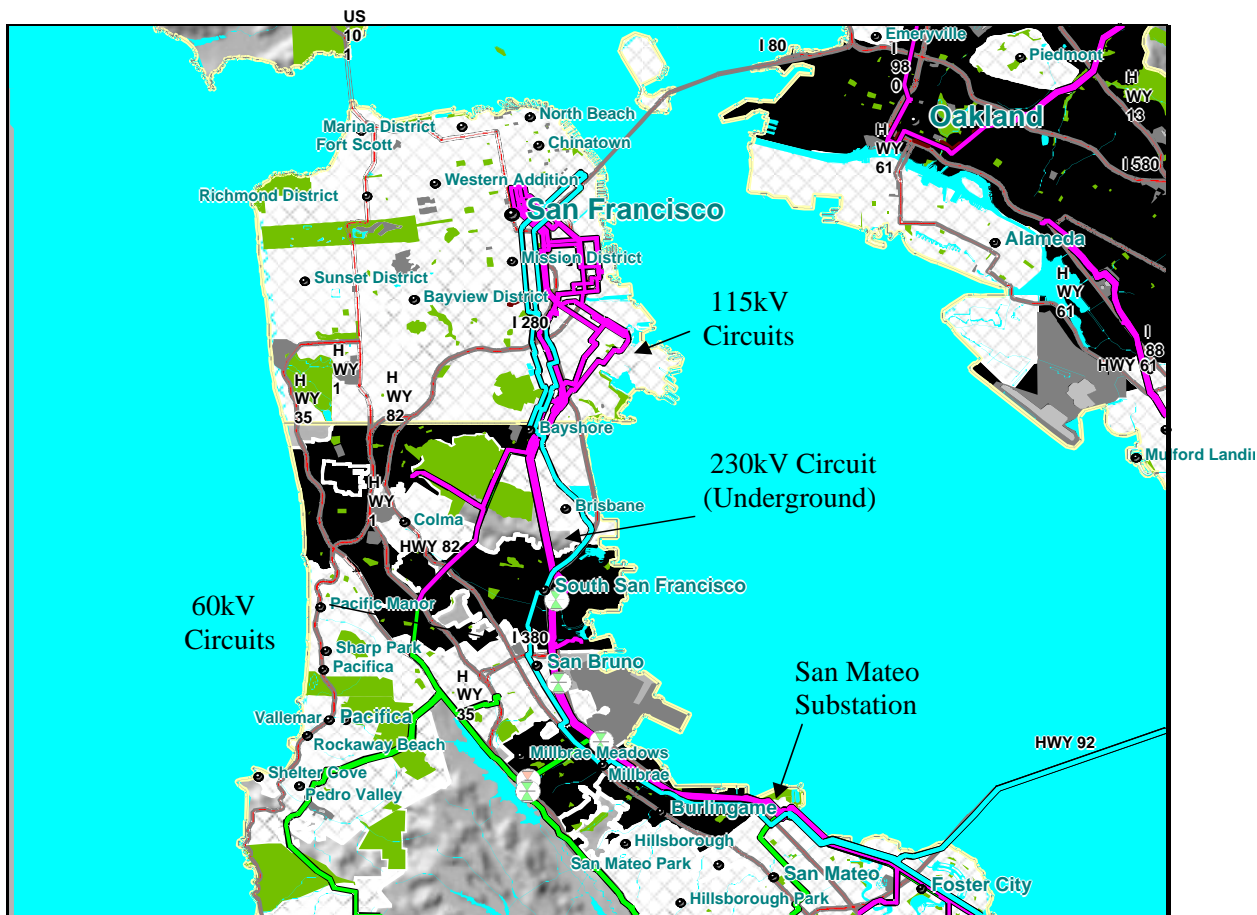 US
10
1
Emeryville
I 80
I
98
0
Piedmont
H
WY
13
North Beach
Marina District
Fort Scott
Chinatown
Oakland
H
WY
61
I 580
Western Addition
Richmond District
San Francisco
Alameda
Mission District
Sunset District
Bayview District
H
WY
61
115kV
Circuits
I 280
I
88
HWY 61
H
WY
1
H
WY
35
H
WY
82
Bayshore
230kV Circuit
(Underground)
H
WY
1
Brisbane
Colma
HWY 82
South San Francisco
60kV
Circuits
Pacific Manor
I 380
Sharp Park
Pacifica
San Bruno
H
WY
35
San Mateo
Substation
Vallemar
Pacifica
Rockaway Beach
HWY 92
Millbrae Meadows
Millbrae
Shelter Cove
Pedro Valley
Burlingame
Hillsborough
San Mateo Park
San Mateo
Foster City
Hillsborough Park